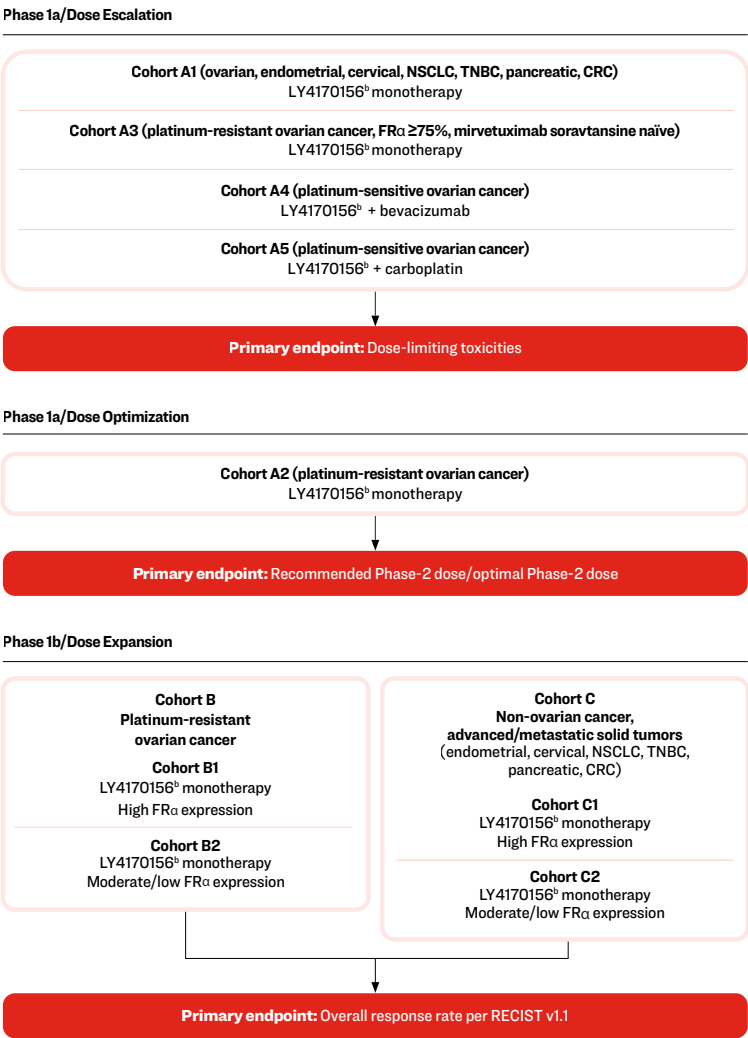 Phase 1a/Dose Escalation
Cohort A1 (ovarian, endometrial, cervical, NSCLC, TNBC, pancreatic, CRC)
LY4170156ᵇ monotherapy
Cohort A3 (platinum-resistant ovarian cancer, FRα ≥75%, mirvetuximab soravtansine naïve)
LY4170156ᵇ monotherapy
Cohort A4 (platinum-sensitive ovarian cancer)
LY4170156ᵇ + bevacizumab
Cohort A5 (platinum-sensitive ovarian cancer)
LY4170156ᵇ + carboplatin
Primary endpoint: Dose-limiting toxicities
Phase 1a/Dose Optimization
Cohort A2 (platinum-resistant ovarian cancer)
LY4170156ᵇ monotherapy
Primary endpoint: Recommended Phase-2 dose/optimal Phase-2 dose
Phase 1b/Dose Expansion
Cohort B
Platinum-resistant
ovarian cancer
Cohort B1
LY4170156ᵇ monotherapy
High FRα expression
Cohort B2
LY4170156ᵇ monotherapy
Moderate/low FRα expression
Cohort C
Non-ovarian cancer,
advanced/metastatic solid tumors
(endometrial, cervical, NSCLC, TNBC,
pancreatic, CRC)
Cohort C1
LY4170156ᵇ monotherapy
High FRα expression
Cohort C2
LY4170156ᵇ monotherapy
Moderate/low FRα expression
Primary endpoint: Overall response rate per RECIST v1.1